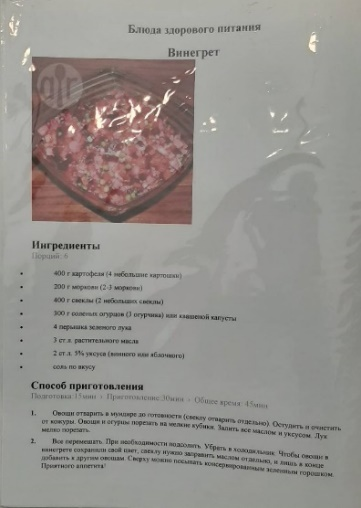 Блюда здорового питания
Винегрет
Ингредиенты
Порций: 6
400 г картофеля (4 небольшие картошки)
200 г моркови (2-3 моркови)
400 г свеклы (2 небольших свеклы)
300 г соленых огурцов (3 огурчика) или квашеной капусты
4 перышка зеленого лука
3 ст.л. растительного масла
2 ст.л. 5% уксуса (винного или яблочного)
соль по вкусу
Способ приготовления
Подготовка:15мин › Приготовление:30мин › Общее время: 45мин
1. Овощи отварить в мундире до готовности (свеклу отварить отдельно). Остудить и очистить
от кожуры. Овощи и огурцы порезать на мелкие кубики. Залить все маслом и уксусом. Лук
мелко порезать.
2. Все перемешать. При необходимости подсолить. Убрать в холодильник. Чтобы овощи в
винегрете сохранили свой цвет, свеклу нужно заправить маслом отдельно, и лишь в конце
добавить к другим овощам. Сверху можно посыпать консервированным зеленым горошком.
Приятного аппетита!